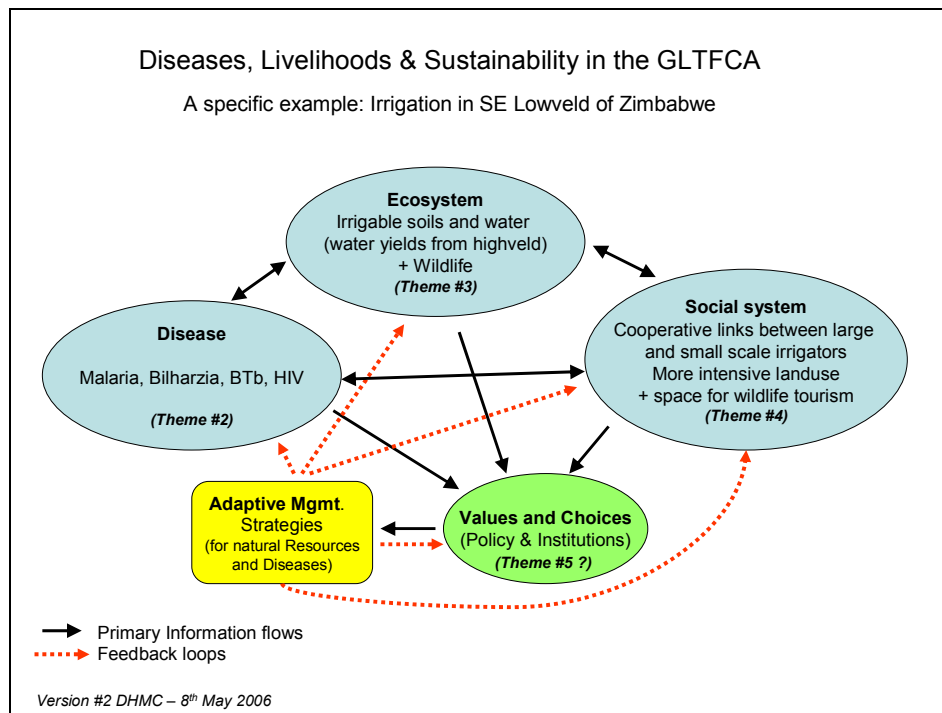 Diseases, Livelihoods & Sustainability in the GLTFCA
A specific example: Irrigation in SE Lowveld of Zimbabwe
Ecosystem
Irrigable soils and water
(water yields from highveld)
+ Wildlife
(Theme #3)
Disease
Malaria, Bilharzia, BTb, HIV
(Theme #2)
Social system
Cooperative links between large
and small scale irrigators
More intensive landuse
+ space for wildlife tourism
(Theme #4)
Adaptive Mgmt.
Strategies
(for natural Resources
and Diseases)
Values and Choices
(Policy & Institutions)
(Theme #5 ?)
Primary Information flows
Feedback loops
Version #2 DHMC – 8th May 2006